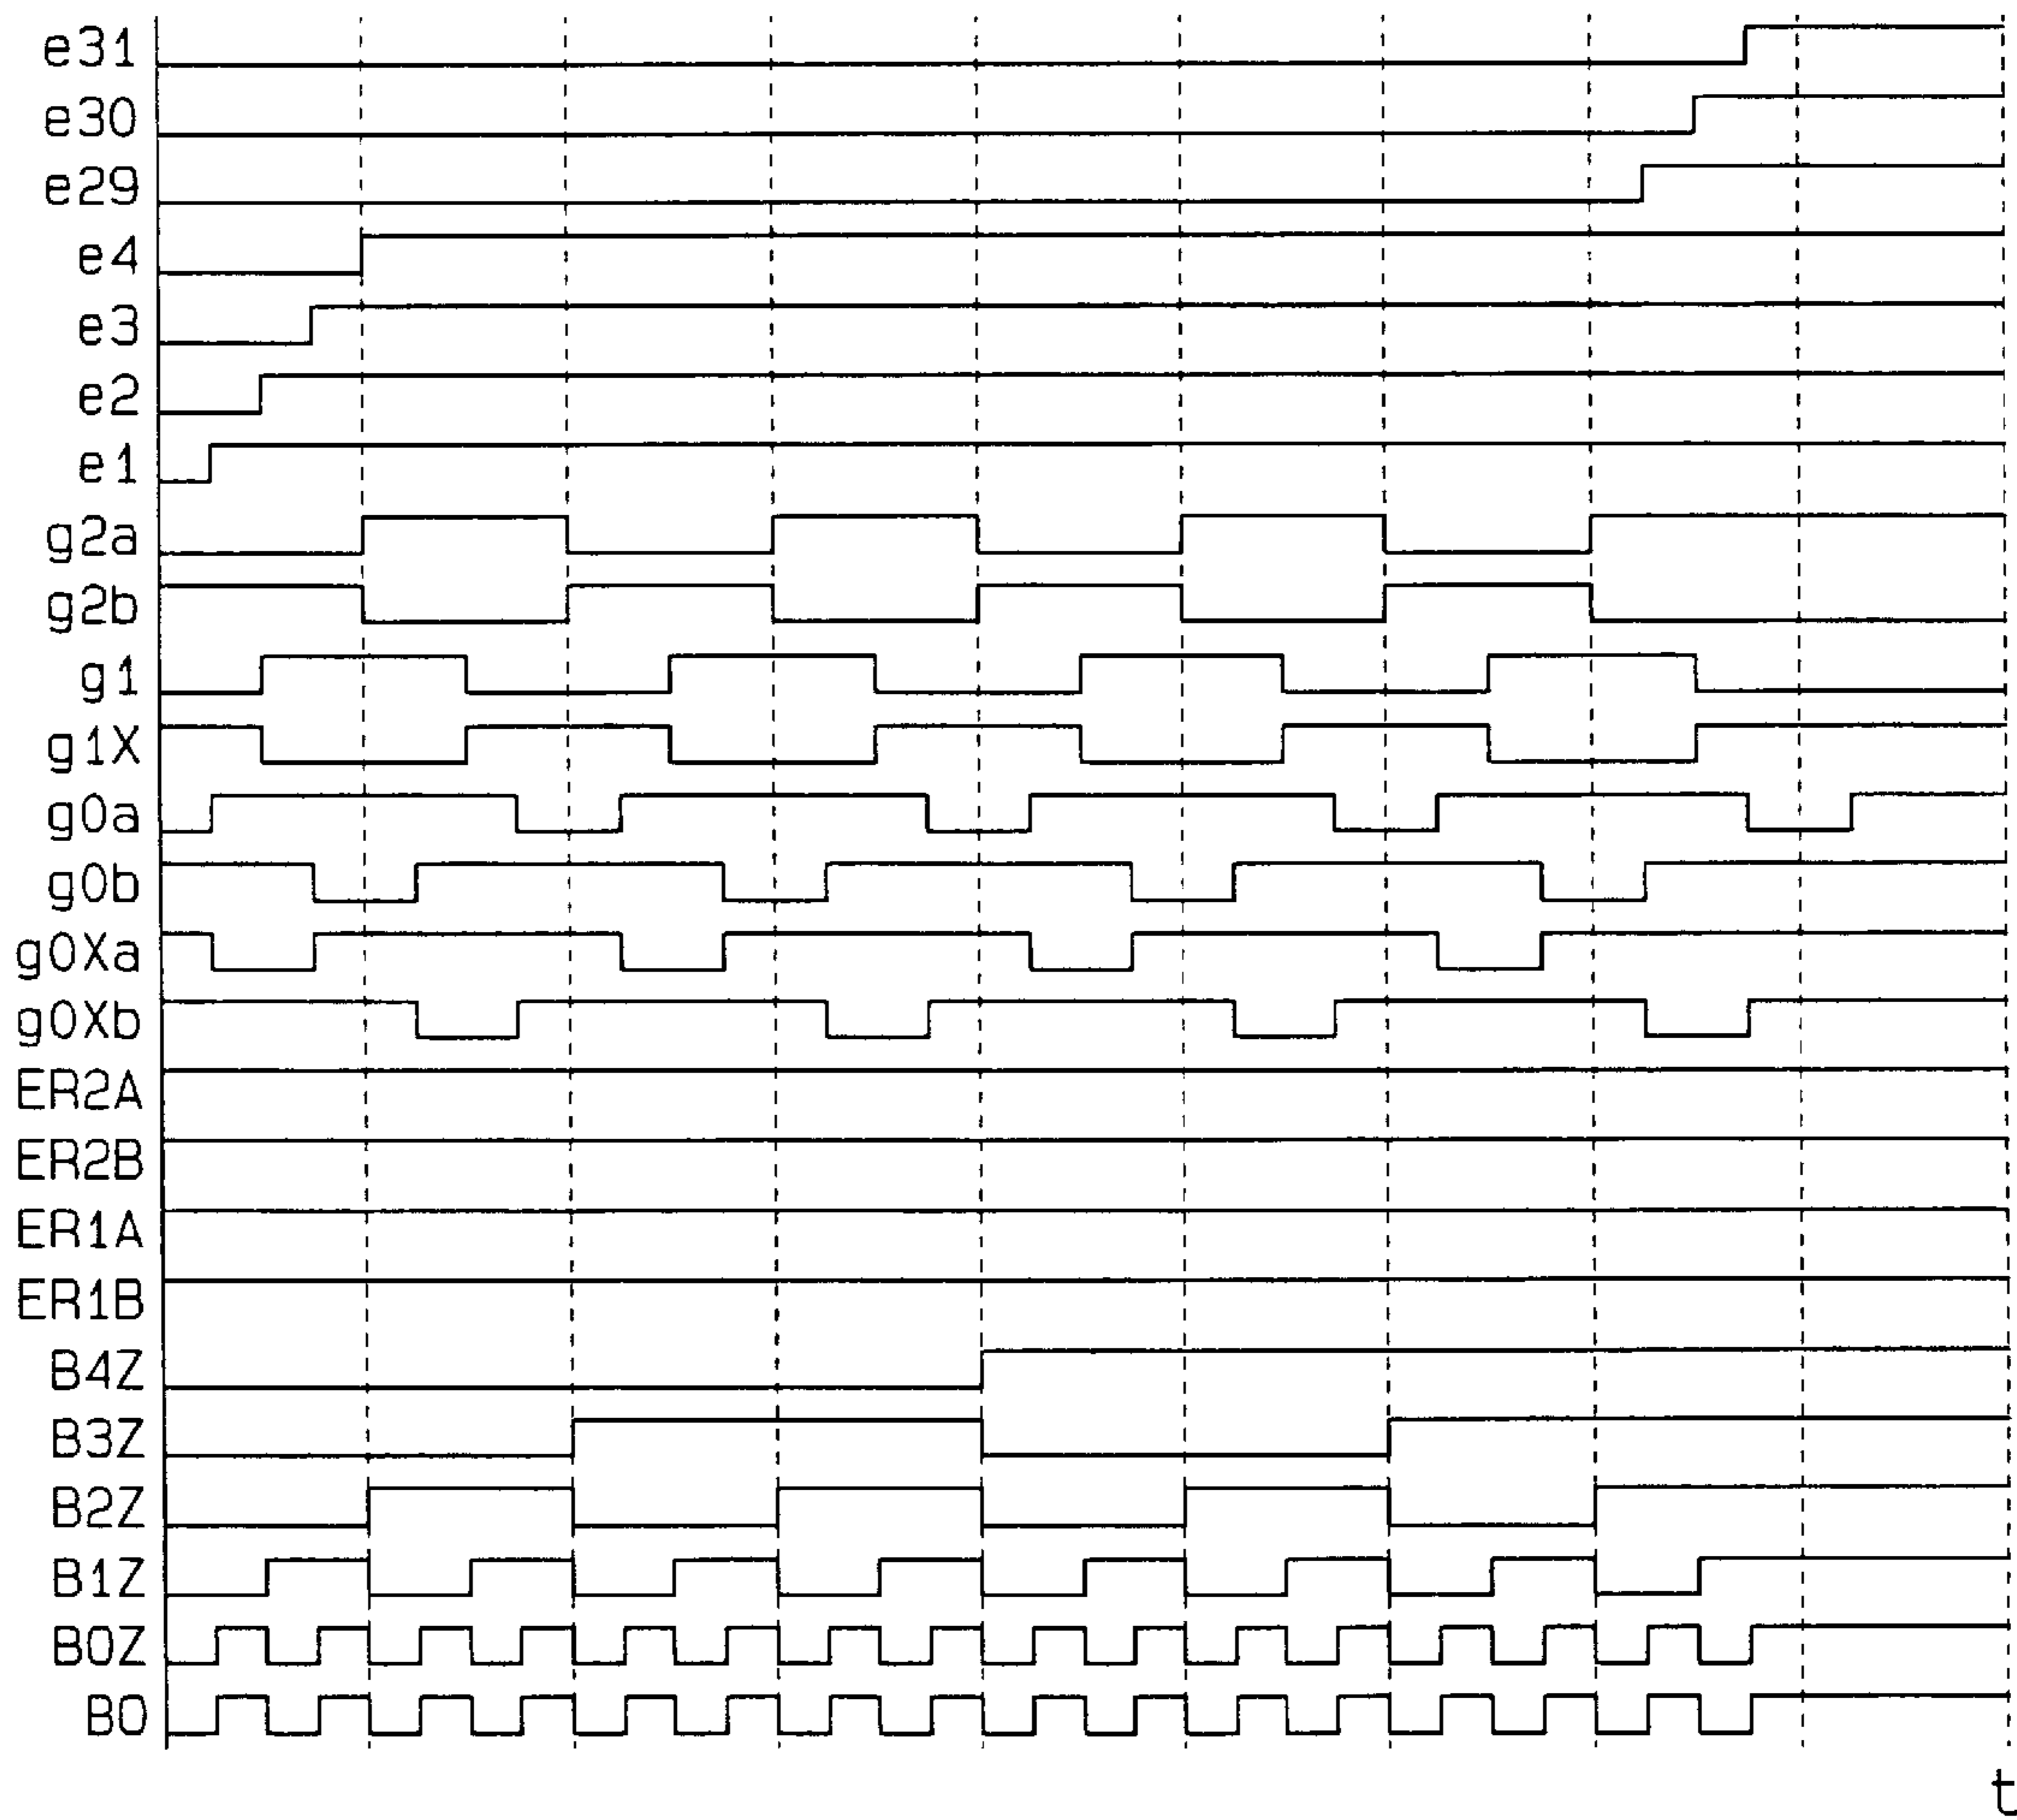 e31
e30
e29
e4
e3
e2
e1
g2a
g2b
g1
g1X
g0a
g0b
g0Xa
g0Xb
ER2A
ER2B
ER1A
ER1B
B4Z
B3Z
B2Z
B1Z
B0Z
B0
t